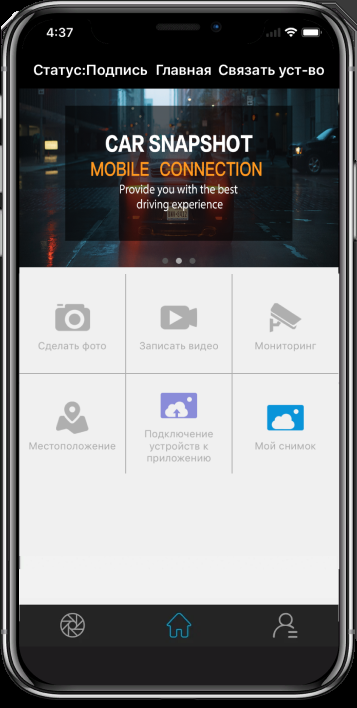 4:37
Статус:Подпись Главная Связать уст-во
CAR SNAPSHOT
MOBILE CONNECTION
Provide you with the best
driving experience
Сделать фото
Записать видео
Мониторинг
Местоположение
Подключение
устройств к
приложению
Мой снимок